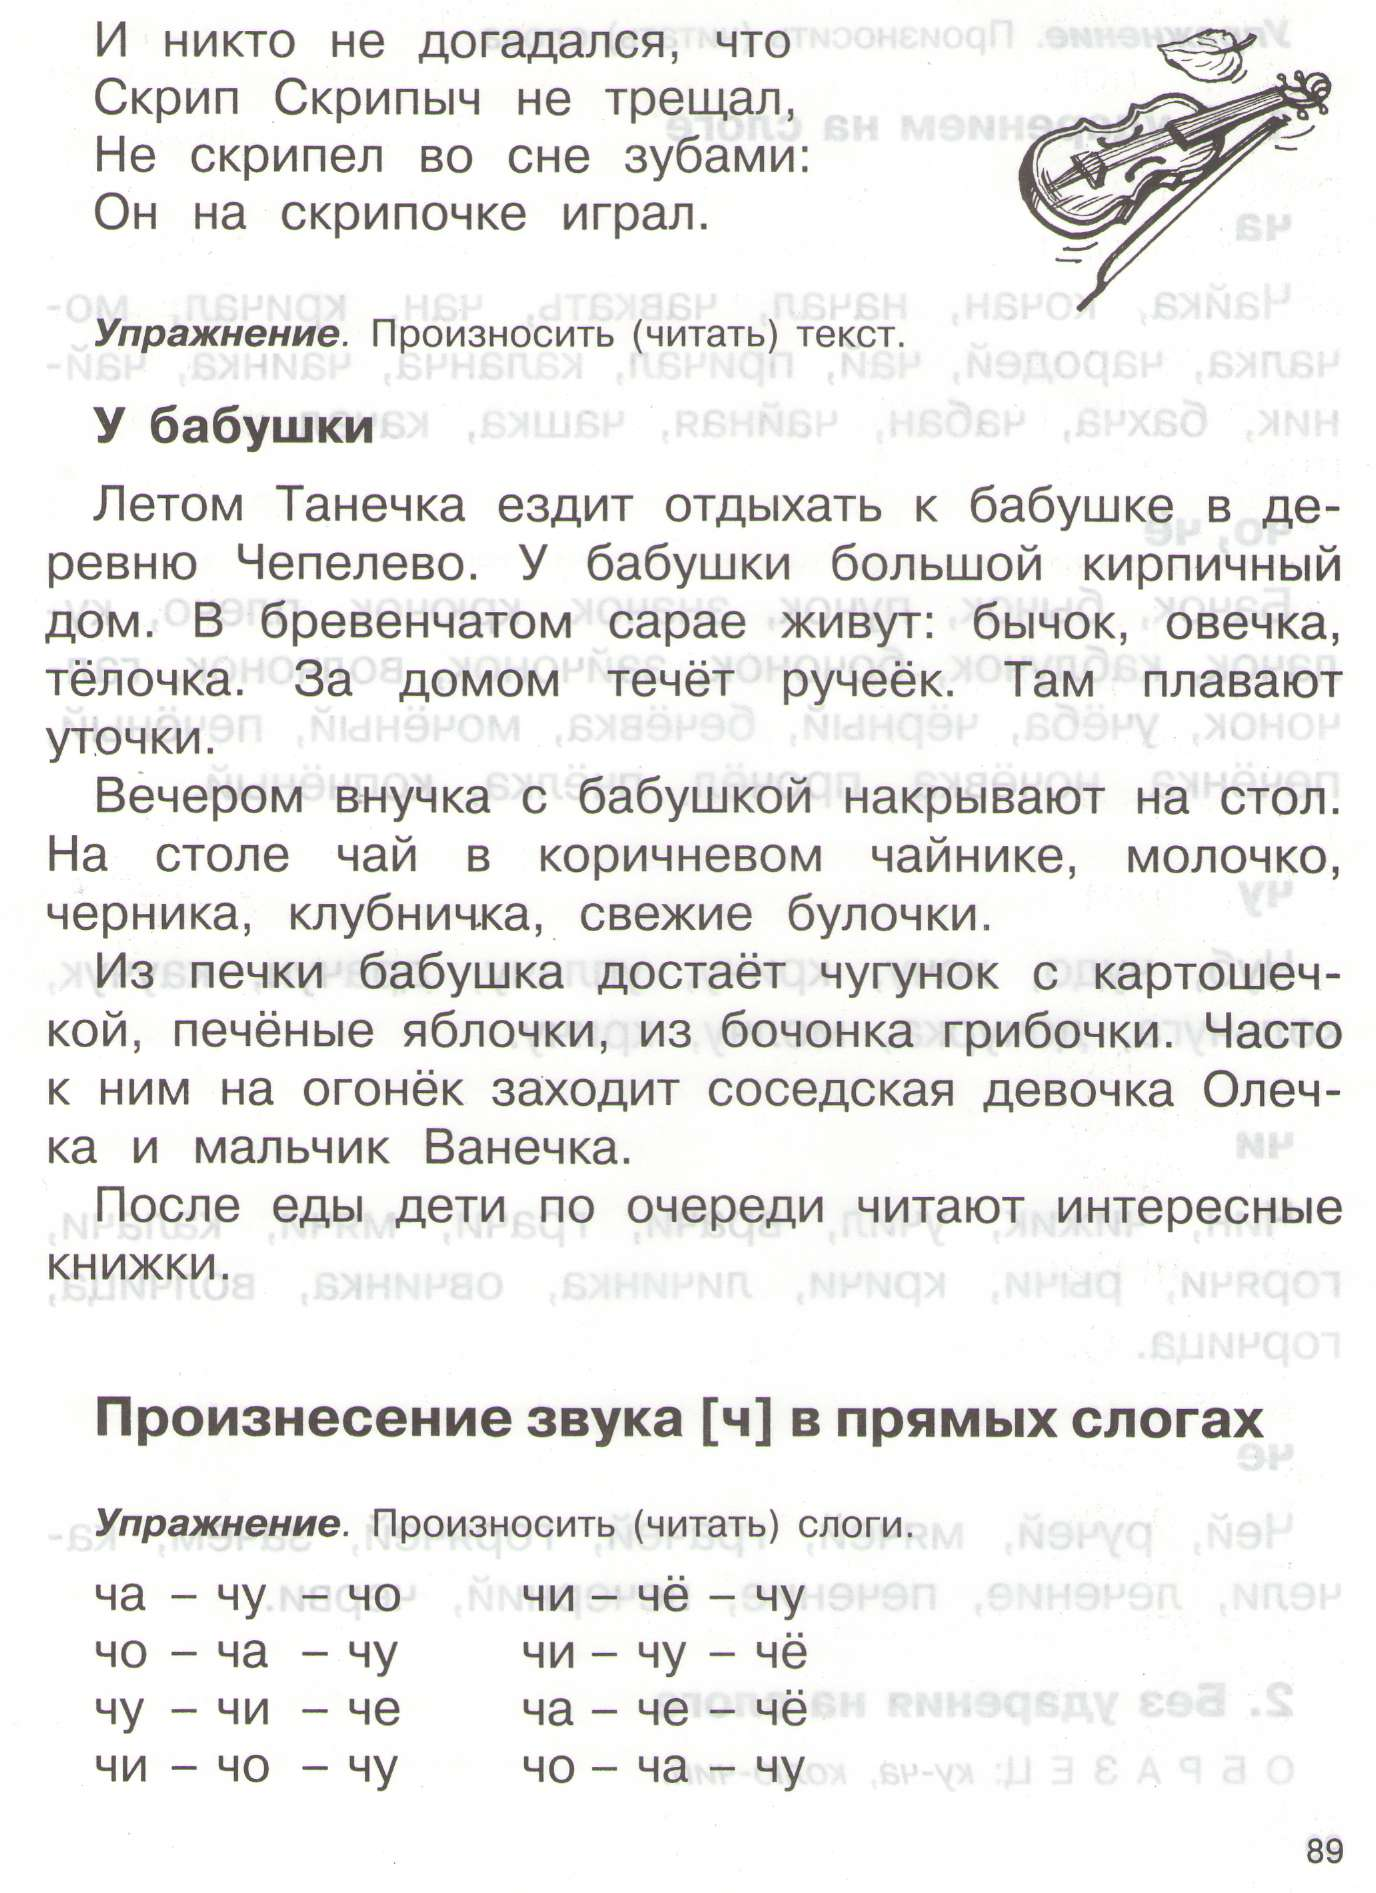 И никто не догадался, что
Скрип Скрипыч не трещал,
Не скрипел во сне зубами:
Он на скрипочке играл.
Упражнение. Произносить (читать) текст.
У бабушки
Летом Танечка ездит отдыхать к бабушке в де-
ревню Чепелево. У бабушки большой кирпичный
дом. В бревенчатом сарае живут: бычок, овечка,
тёлочка. За домом течёт ручеёк. Там плавают
уточки.
Вечером внучка с бабушкой накрывают на стол.
На столе чай в коричневом чайнике, молочко,
черника, клубничка, свежие булочки.
Из печки бабушка достаёт чугунок с картошеч-
кой, печёные яблочки, из бочонка грибочки. Часто
к ним на огонёк заходит соседская девочка Олеч-
ка и мальчик Ванечка.
После еды дети по очереди читают интересные
книжки.
Произнесение звука [ч] в прямых слогах
Упражнение. Произносить (читать) слоги.
ча – чу – чо чи – чё – чу
чо – ча – чу чи – чу – чё
чу – чи – че ча – че – чё
чи – чо – чу чо – ча – чу
89